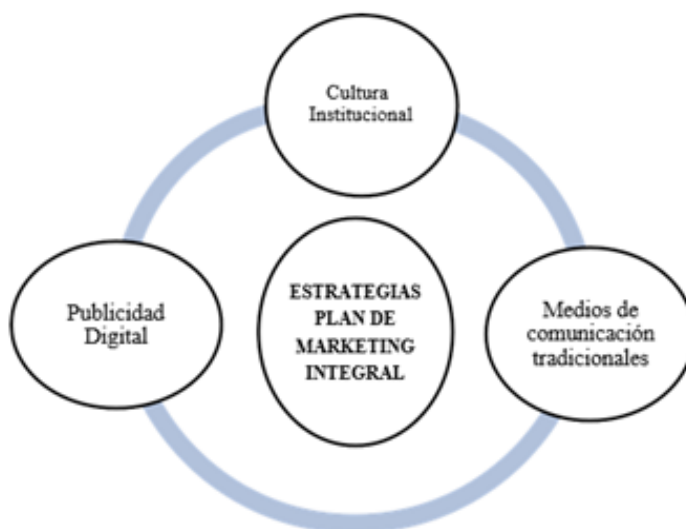 Cultura
Institucional
Publicidad
Digital
ESTRATEGIAS
PLAN DE
MARKETING
INTEGRAL
Medios de
comunicación
tradicionales